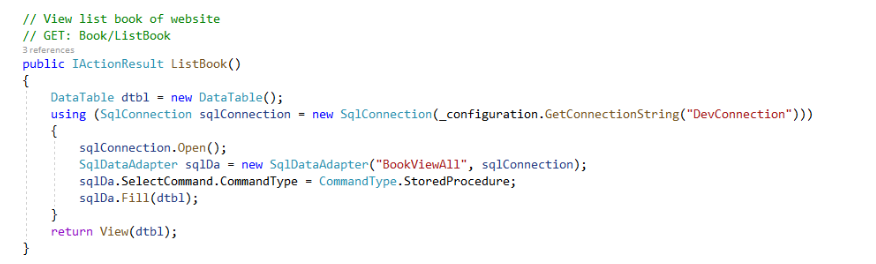 // View list book of website
// GET: Book/ListBook
3 references
public IActionResult ListBook()
{
DataTable dtbl = new DataTable();
using (SqlConnection sqlConnection = new SqlConnection(_configuration.GetConnectionString("DevConnection")))
{
sqlConnection.Open();
SqlDataAdapter sqlDa = new SqlDataAdapter("BookViewAll", sqlConnection);
sqlDa.SelectCommand.CommandType = CommandType.StoredProcedure;
sqlDa.Fill(dtbl);
}
return View(dtbl);
}